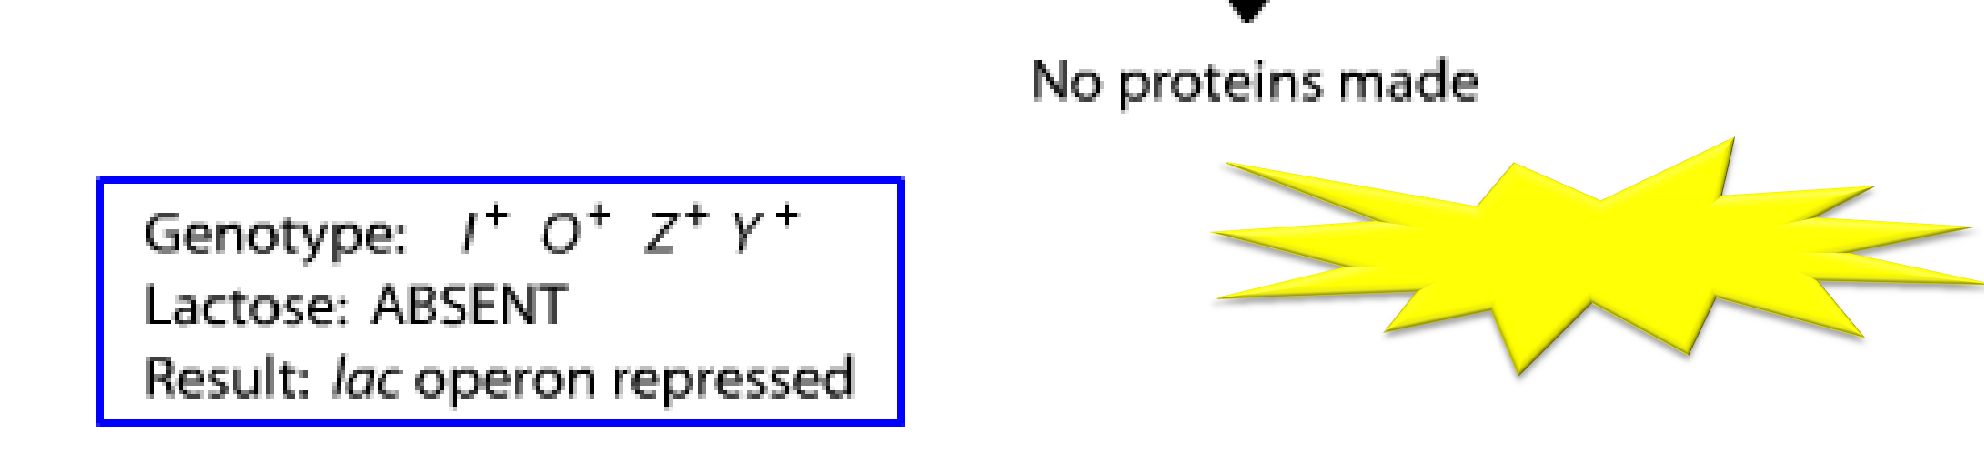 No proteins made
Genotype: I⁺ O⁺ Z⁺ Y⁺
Lactose: ABSENT
Result: lac operon repressed